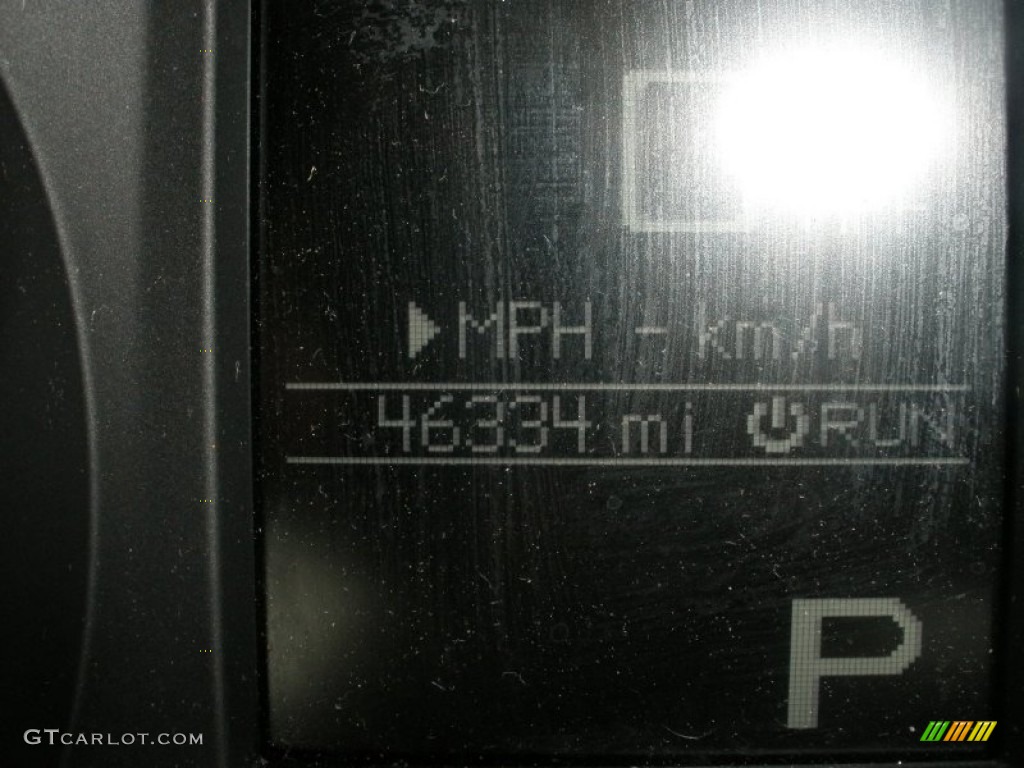 MPH - km/h
46334 mi RUN
P
GTCARLOT.COM